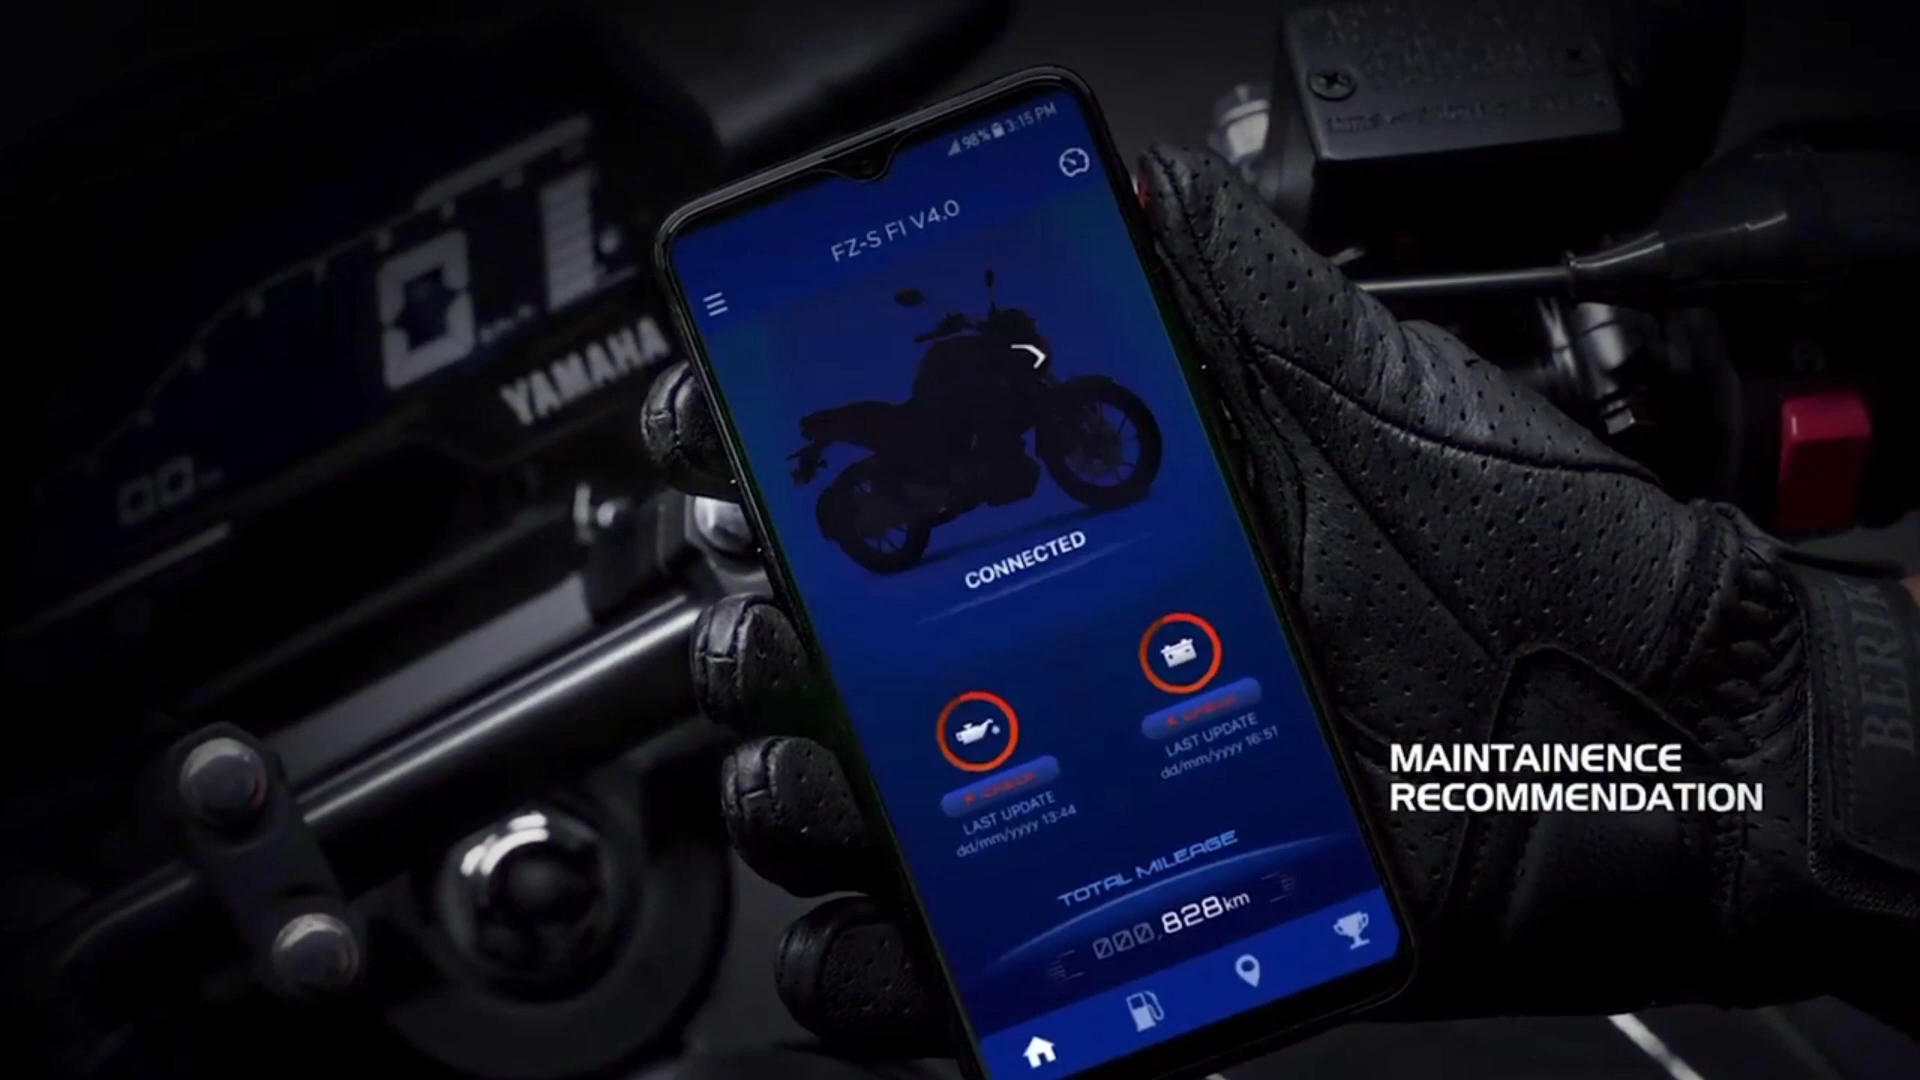 98% 3:15 PM
FZ-S FI V4.0
YAMAHA
CONNECTED
LAST UPDATE
dd/mm/yyyy 16:51
LAST UPDATE
dd/mm/yyyy 13:44
MAINTAINENCE
RECOMMENDATION
TOTAL MILEAGE
000,828km